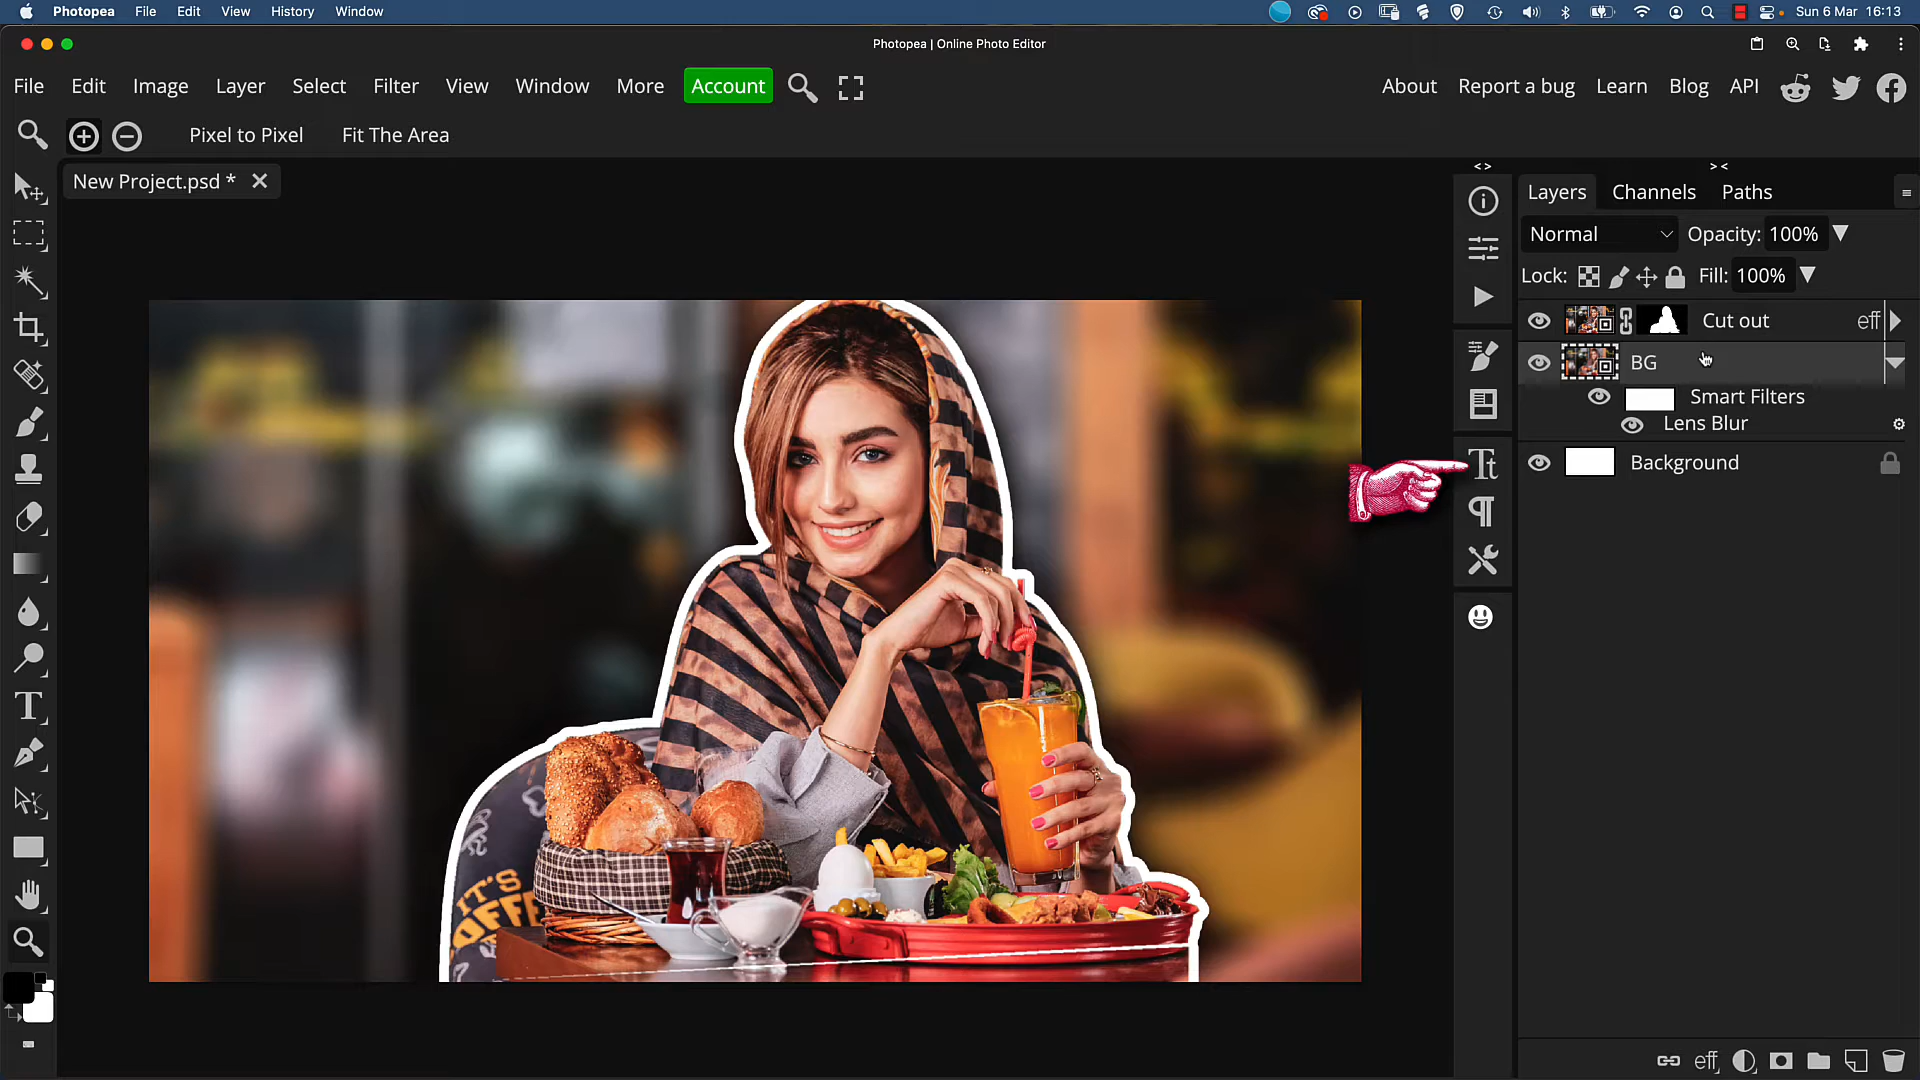 Photopea File Edit View History Window Sun 6 Mar 16:13
Photopea | Online Photo Editor
File Edit Image Layer Select Filter View Window More Account About Report a bug Learn Blog API
Pixel to Pixel Fit The Area
New Project.psd *
Layers Channels Paths
Normal Opacity: 100%
Lock: Fill: 100%
Cut out eff
BG
Smart Filters
Lens Blur
Background
IT'S
OFFE
eff